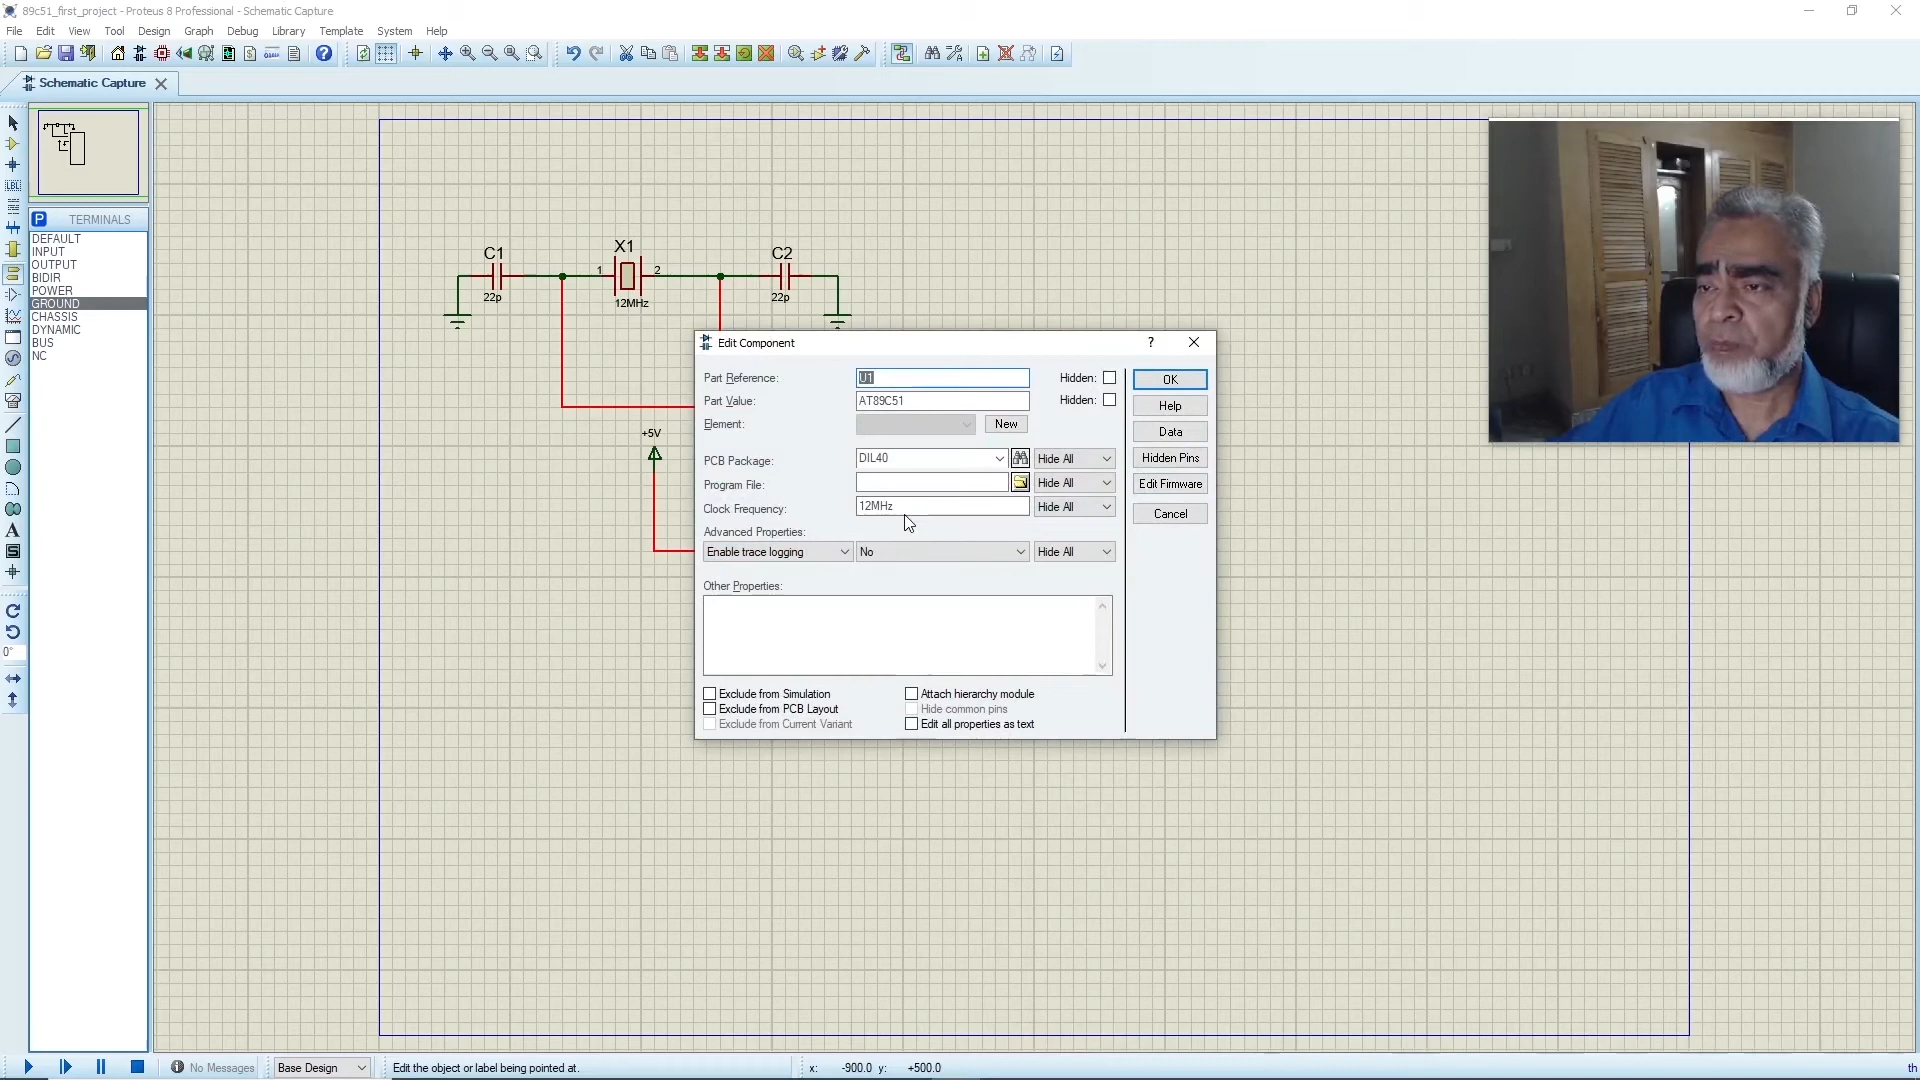 89c51_first_project - Proteus 8 Professional - Schematic Capture
File Edit View Tool Design Graph Debug Library Template System Help
Schematic Capture
LBL
P TERMINALS
DEFAULT
INPUT
OUTPUT
BIDIR
POWER
GROUND
CHASSIS
DYNAMIC
BUS
NC
A
S
0°
C1
22p
X1
1 2
12MHz
C2
22p
+5V
Edit Component ?
Part Reference: U1 Hidden:
Part Value: AT89C51 Hidden:
Element: New
PCB Package: DIL40 Hide All
Program File: Hide All
Clock Frequency: 12MHz Hide All
Advanced Properties:
Enable trace logging No Hide All
Other Properties:
Exclude from Simulation Attach hierarchy module
Exclude from PCB Layout Hide common pins
Exclude from Current Variant Edit all properties as text
OK
Help
Data
Hidden Pins
Edit Firmware
Cancel
No Messages Base Design Edit the object or label being pointed at. x: -900.0 y: +500.0 th